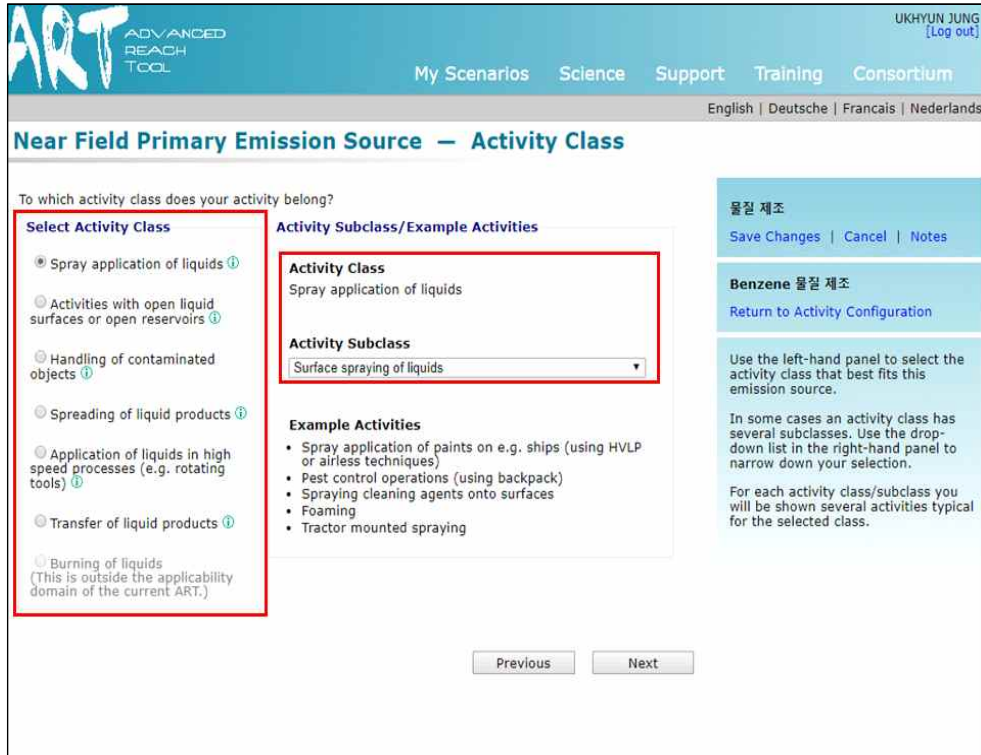 ART ADVANCED
REACH
TOOL
UKHYUN JUNG
[Log out]
My Scenarios Science Support Training Consortium
English | Deutsche | Francais | Nederlands
Near Field Primary Emission Source — Activity Class
To which activity class does your activity belong?
Select Activity Class
Spray application of liquids
Activities with open liquid
surfaces or open reservoirs
Handling of contaminated
objects
Spreading of liquid products
Application of liquids in high
speed processes (e.g. rotating
tools)
Transfer of liquid products
Burning of liquids
(This is outside the applicability
domain of the current ART.)
Activity Subclass/Example Activities
Activity Class
Spray application of liquids
Activity Subclass
Surface spraying of liquids
Example Activities
• Spray application of paints on e.g. ships (using HVLP
or airless techniques)
• Pest control operations (using backpack)
• Spraying cleaning agents onto surfaces
• Foaming
• Tractor mounted spraying
물질 제조
Save Changes | Cancel | Notes
Benzene 물질 제조
Return to Activity Configuration
Use the left-hand panel to select the
activity class that best fits this
emission source.
In some cases an activity class has
several subclasses. Use the drop-
down list in the right-hand panel to
narrow down your selection.
For each activity class/subclass you
will be shown several activities typical
for the selected class.
Previous Next